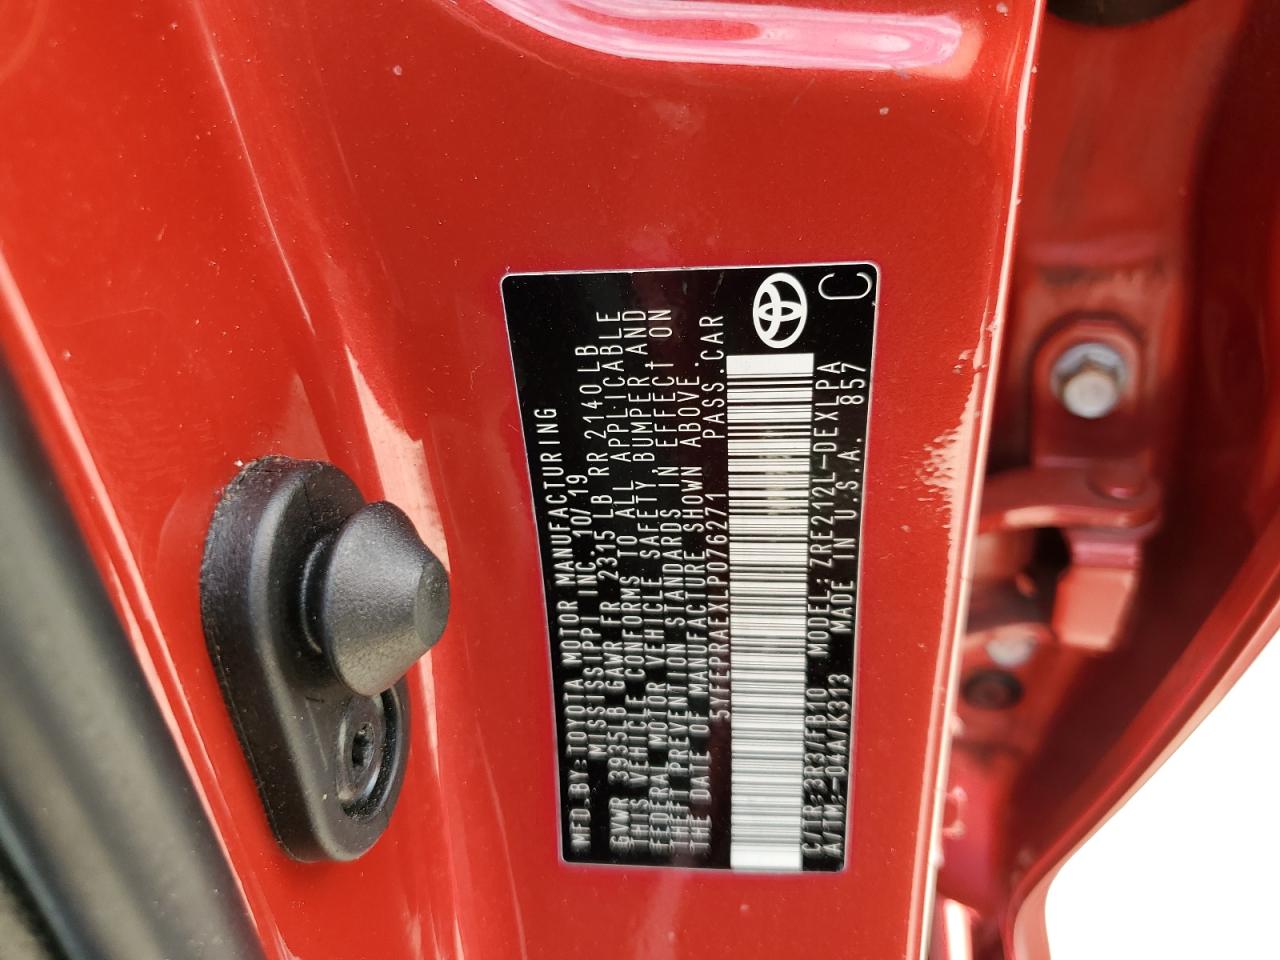 MFD.BY:TOYOTA MOTOR MANUFACTURING
MISSISSIPPI INC. 10/19
GVWR 3935LB GAWR FR 2315 LB RR 2140 LB
THIS VEHICLE CONFORMS TO ALL APPLICABLE
FEDERAL MOTOR VEHICLE SAFETY, BUMPER, AND
THEFT PREVENTION STANDARDS IN EFFECT ON
THE DATE OF MANUFACTURE SHOWN ABOVE.
5YFEPRAEXLP076271 PASS.CAR
C/TR:3R3/FB10 MODEL:ZRE212L-DEXLPA
A/TM:-04A/K313 MADE IN U.S.A. 857
C